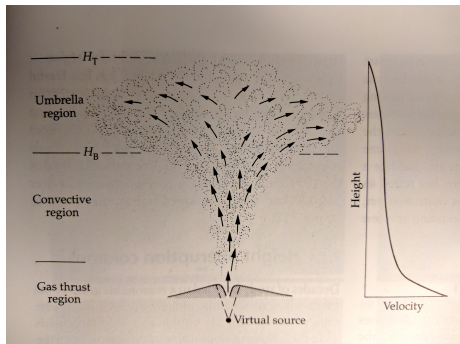 H_T
Umbrella
region
H_B
Convective
region
Gas thrust
region
Virtual source
Height
Velocity